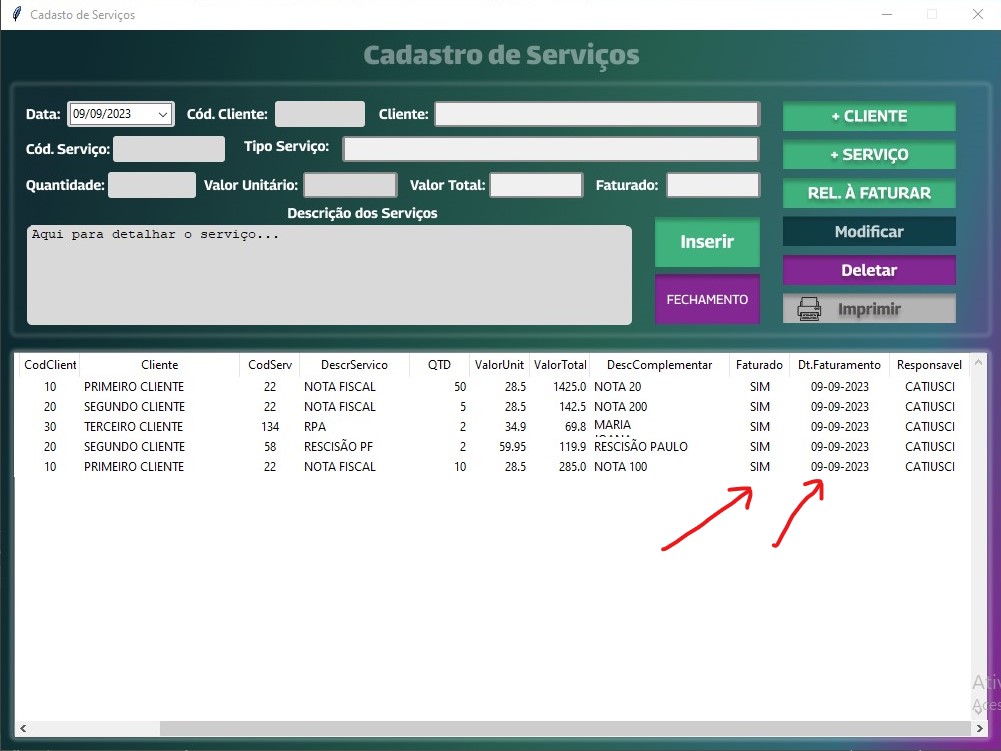 Cadasto de Serviços
Cadastro de Serviços
Data: 09/09/2023 Cód. Cliente: Cliente: + CLIENTE
Cód. Serviço: Tipo Serviço: + SERVIÇO
Quantidade: Valor Unitário: Valor Total: Faturado: REL. À FATURAR
Descrição dos Serviços
Aqui para detalhar o serviço...
Inserir
Modificar
Deletar
FECHAMENTO
Imprimir
CodClient Cliente CodServ DescrServico QTD ValorUnit ValorTotal DescComplementar Faturado Dt.Faturamento Responsavel
10 PRIMEIRO CLIENTE 22 NOTA FISCAL 50 28.5 1425.0 NOTA 20 SIM 09-09-2023 CATIUSCI
20 SEGUNDO CLIENTE 22 NOTA FISCAL 5 28.5 142.5 NOTA 200 SIM 09-09-2023 CATIUSCI
30 TERCEIRO CLIENTE 134 RPA 2 34.9 69.8 MARIA SIM 09-09-2023 CATIUSCI
20 SEGUNDO CLIENTE 58 RESCISÃO PF 2 59.95 119.9 RESCISÃO PAULO SIM 09-09-2023 CATIUSCI
10 PRIMEIRO CLIENTE 22 NOTA FISCAL 10 28.5 285.0 NOTA 100 SIM 09-09-2023 CATIUSCI